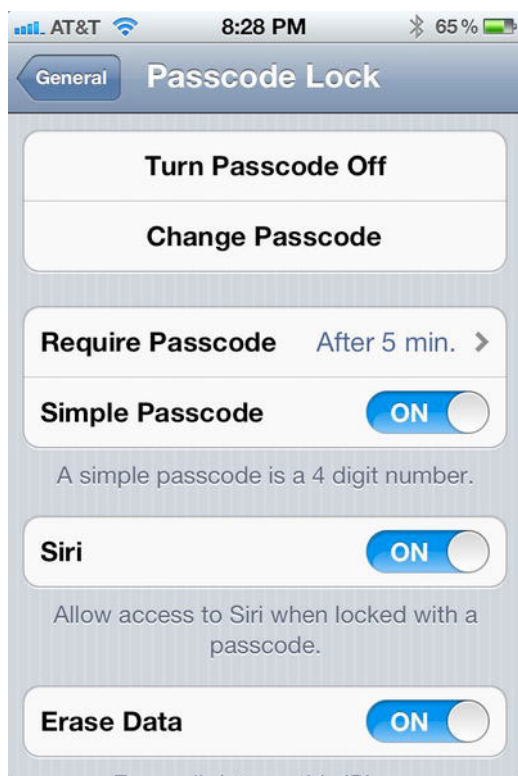 AT&T 8:28 PM 65%
General Passcode Lock
Turn Passcode Off
Change Passcode
Require Passcode After 5 min.
Simple Passcode ON
A simple passcode is a 4 digit number.
Siri ON
Allow access to Siri when locked with a
passcode.
Erase Data ON